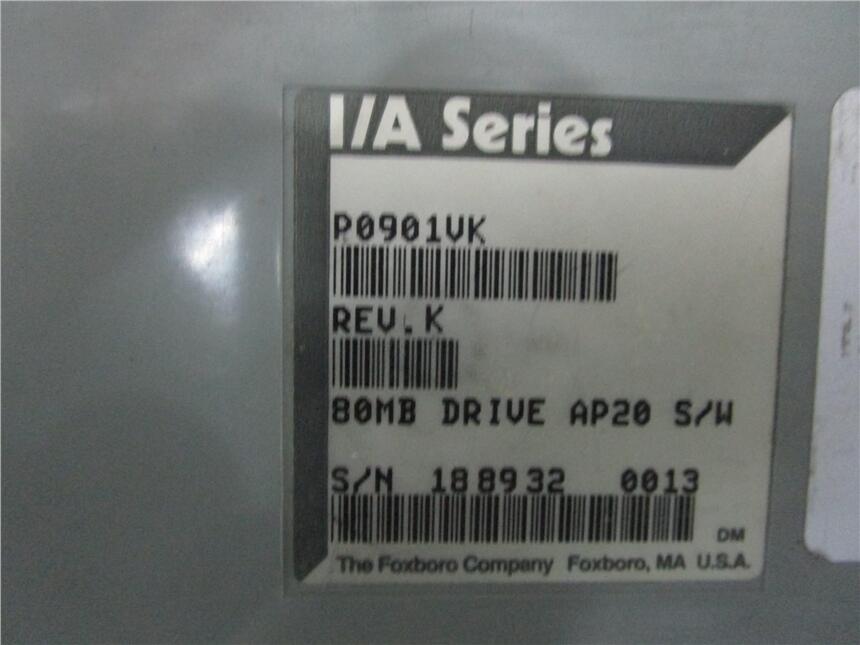 I/A Series
P0901VK
REV.K
80MB DRIVE AP20 S/W
S/N 188932 0013
DM
The Foxboro Company Foxboro, MA U.S.A.